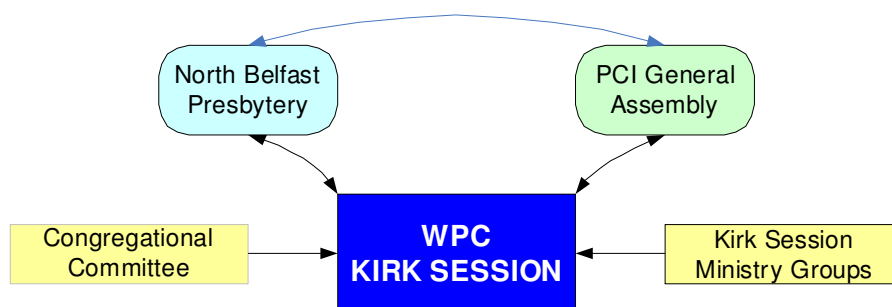 North Belfast
Presbytery
PCI General
Assembly
Congregational
Committee
WPC
KIRK SESSION
Kirk Session
Ministry Groups